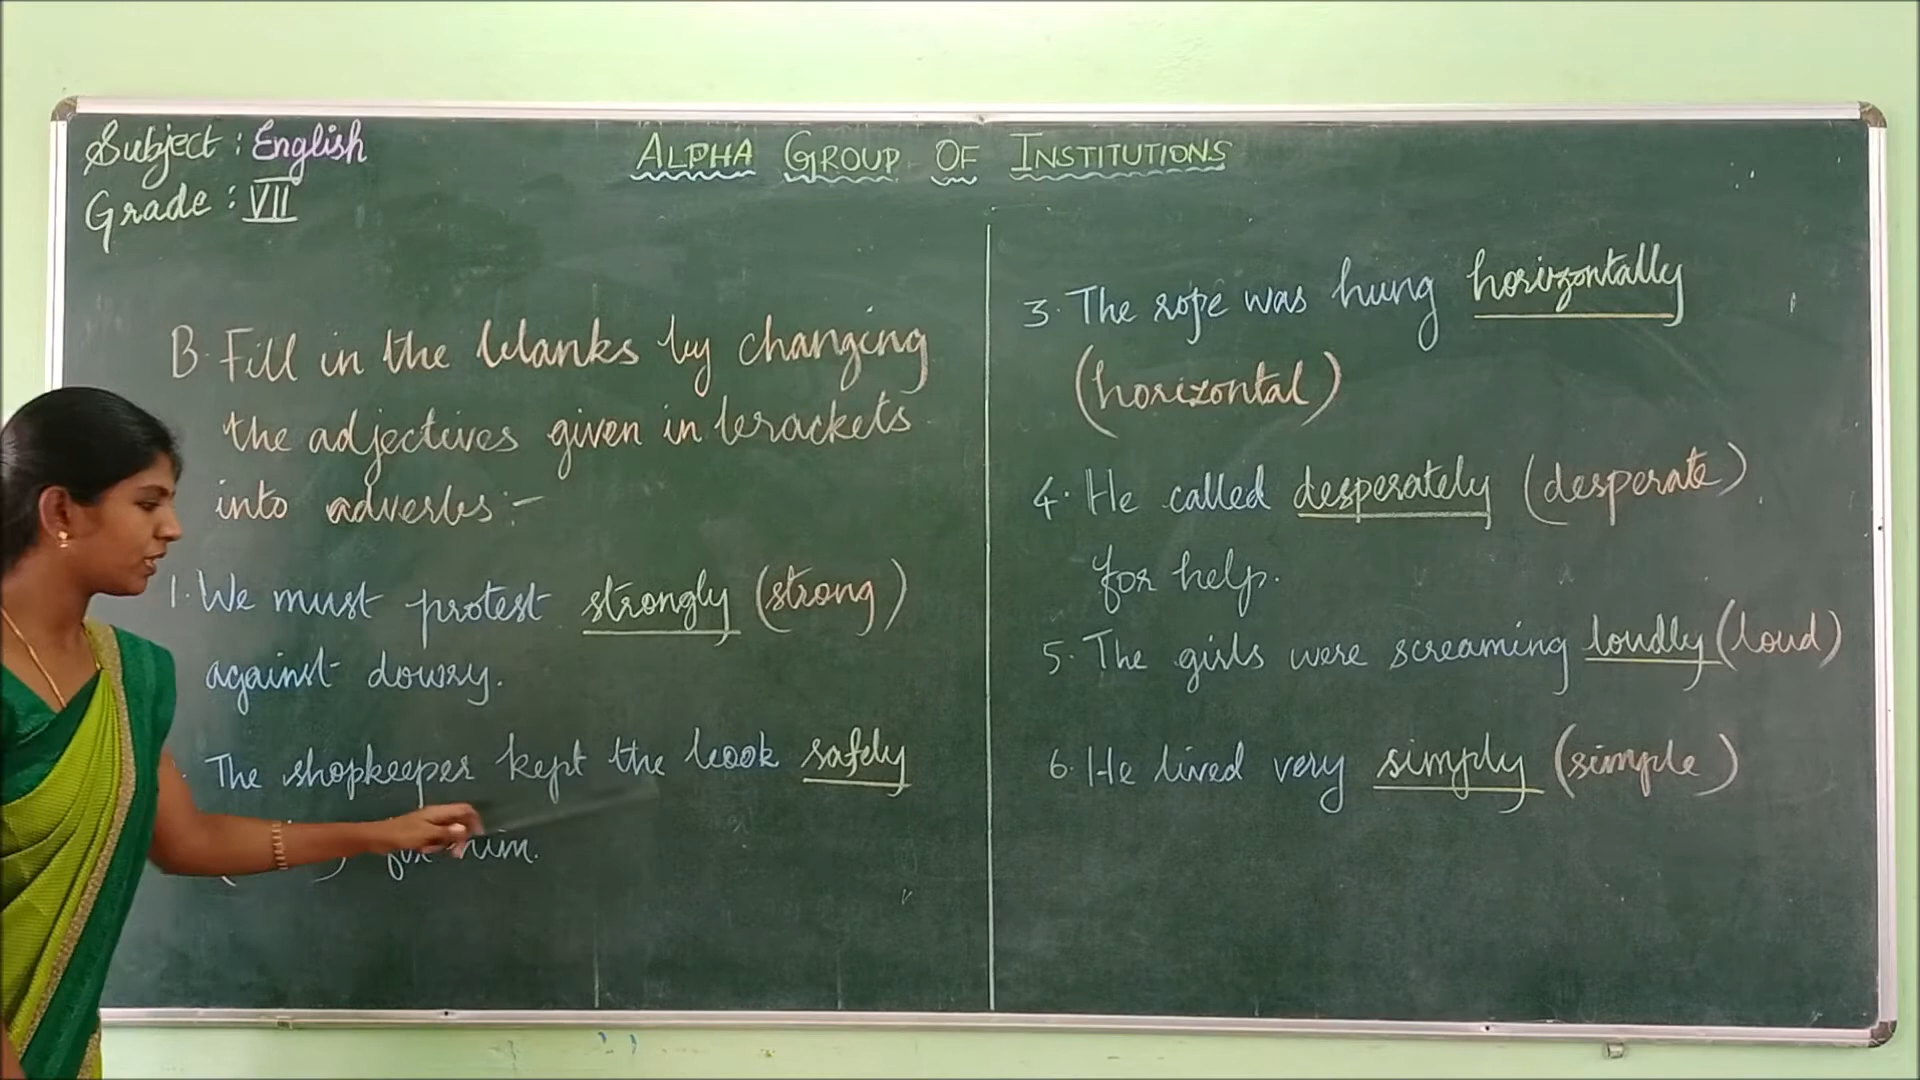 Subject : English
Grade : VII
ALPHA GROUP OF INSTITUTIONS
B. Fill in the blanks by changing
the adjectives given in brackets
into adverbs :-
1. We must protest strongly (strong)
against dowry.
The shopkeeper kept the book safely
for him.
3. The rope was hung horizontally
(horizontal)
4. He called desperately (desperate)
for help.
5. The girls were screaming loudly (loud)
6. He lived very simply (simple)